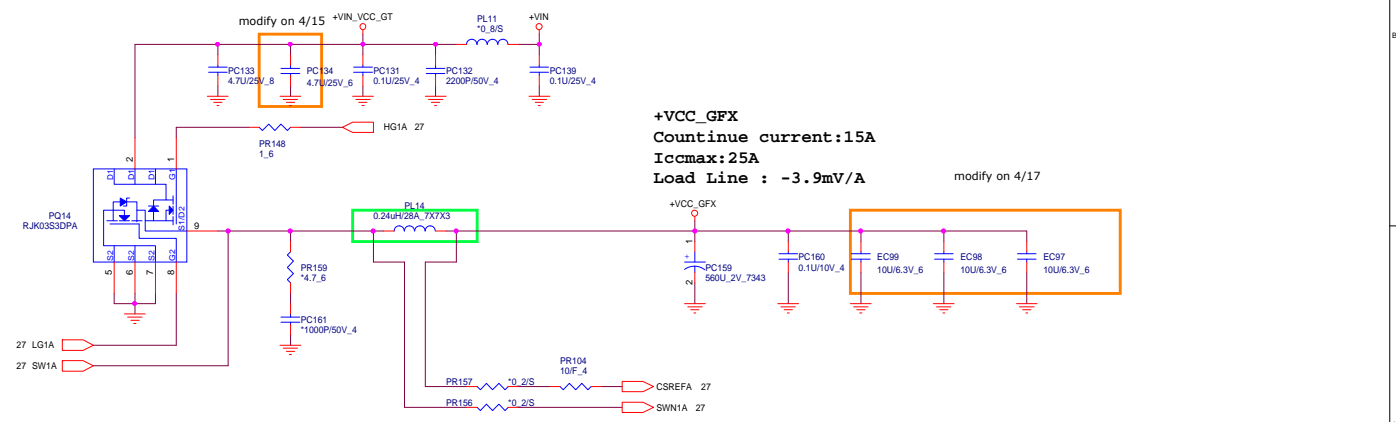 modify on 4/15
+VIN_VCC_GT
PL11
*0_8/S
+VIN
PC133
4.7U/25V_8
PC134
4.7U/25V_6
PC131
0.1U/25V_4
PC132
2200P/50V_4
PC139
0.1U/25V_4
HG1A 27
PR148
1_6
+VCC_GFX
Countinue current:15A
Iccmax:25A
Load Line : -3.9mV/A
modify on 4/17
2
1
D1
D1
D1
G1
PQ14
RJK03S3DPA
S1/D2
9
S2
S2
S2
G2
5
6
7
8
PL14
0.24uH/28A_7X7X3
+VCC_GFX
PR159
*4.7_6
PC161
*1000P/50V_4
1
+
PC159
560U_2V_7343
2
PC160
0.1U/10V_4
EC99
10U/6.3V_6
EC98
10U/6.3V_6
EC97
10U/6.3V_6
27 LG1A
27 SW1A
PR104
10/F_4
PR157
*0_2/S
CSREFA 27
PR156
*0_2/S
SWN1A 27
B